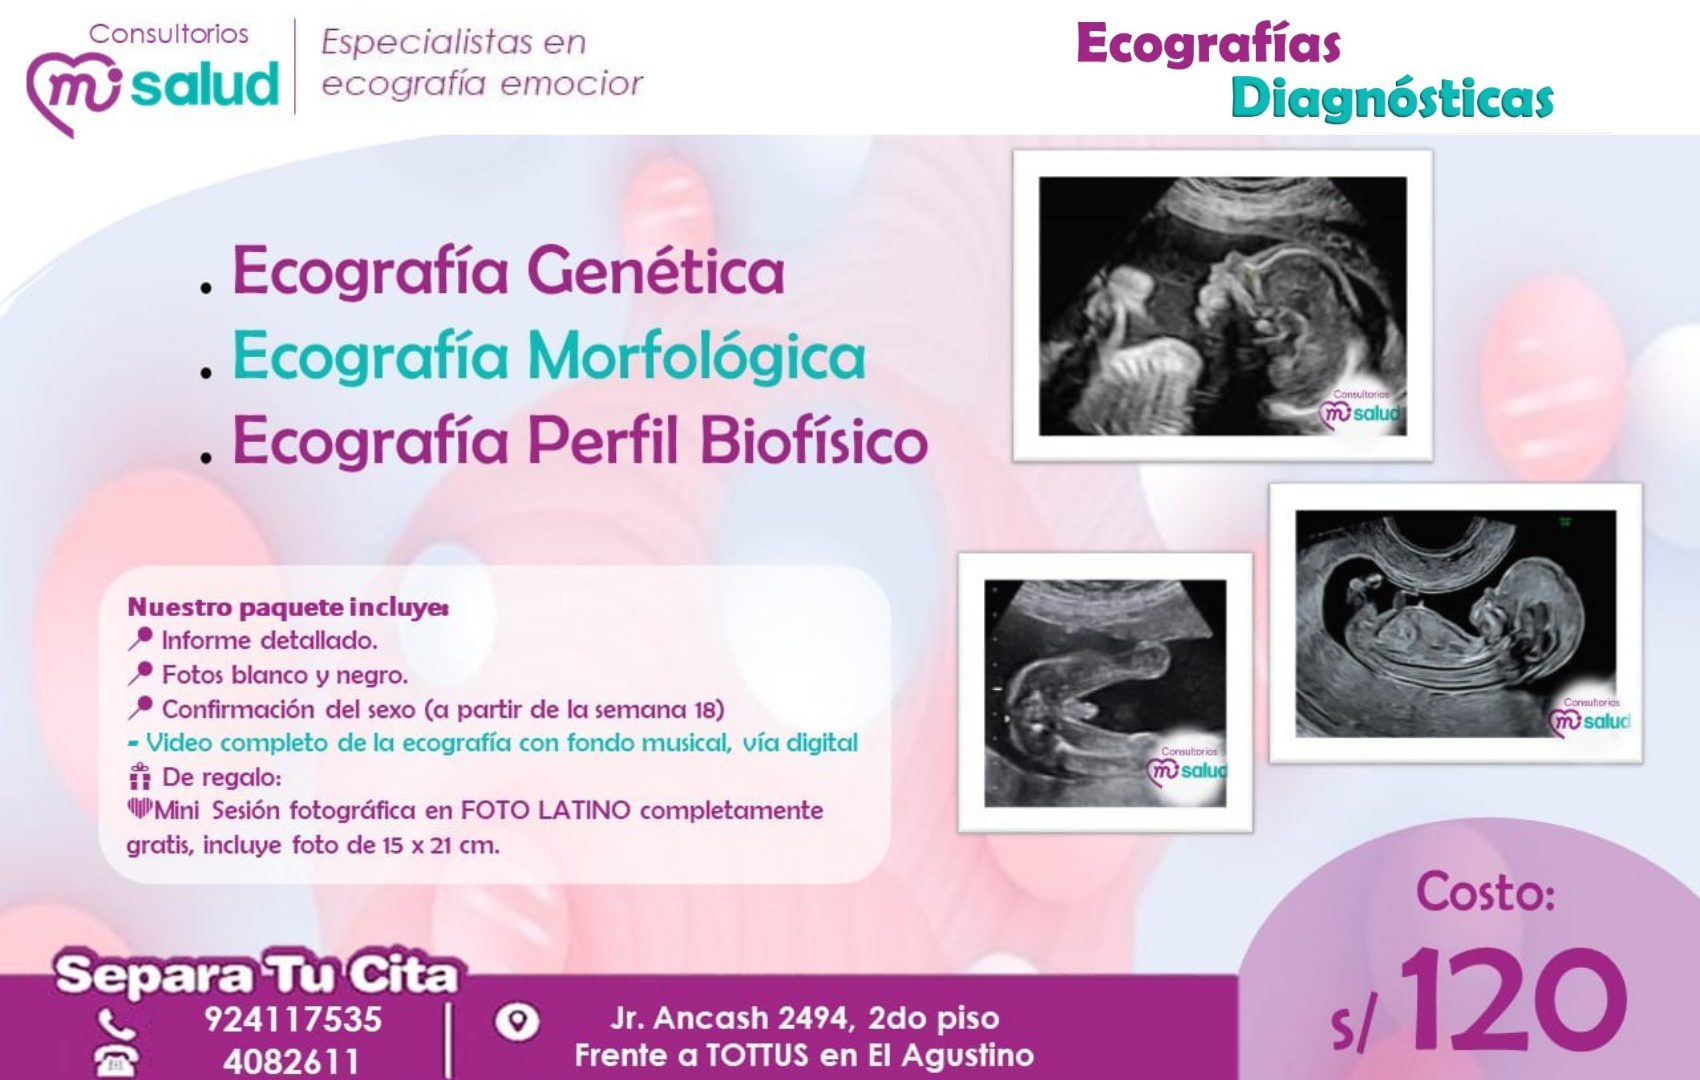 Consultorios
mi salud
Especialistas en
ecografía emocior
Ecografías
Diagnósticas
. Ecografía Genética
. Ecografía Morfológica
. Ecografía Perfil Biofísico
Consultorios
mi salud
Consultorios
mi salud
Consultorios
mi salud
Nuestro paquete incluye:
Informe detallado.
Fotos blanco y negro.
Confirmación del sexo (a partir de la semana 18)
- Video completo de la ecografía con fondo musical, vía digital
De regalo:
Mini Sesión fotográfica en FOTO LATINO completamente
gratis, incluye foto de 15 x 21 cm.
Costo:
s/ 120
Separa Tu Cita
924117535
4082611
Jr. Ancash 2494, 2do piso
Frente a TOTTUS en El Agustino